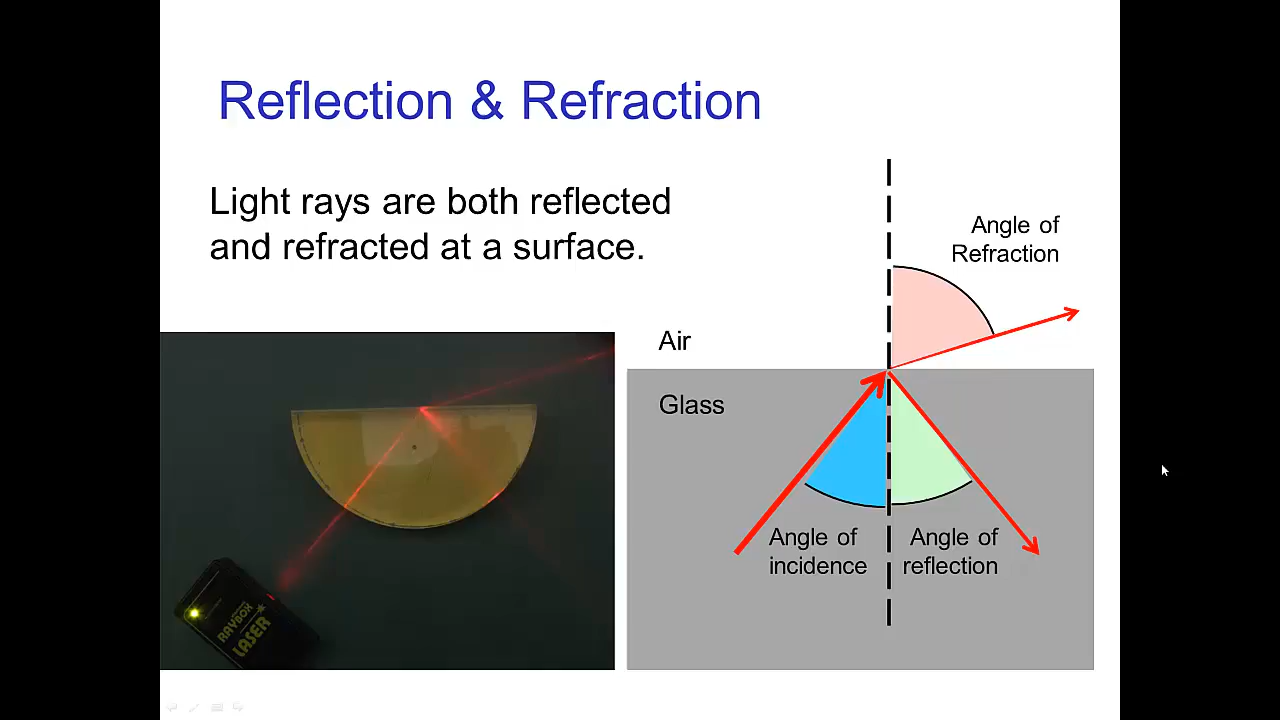 Reflection & Refraction
Light rays are both reflected
and refracted at a surface.
Angle of
Refraction
Air
Glass
Angle of
incidence
Angle of
reflection
RAYBOX
LASER